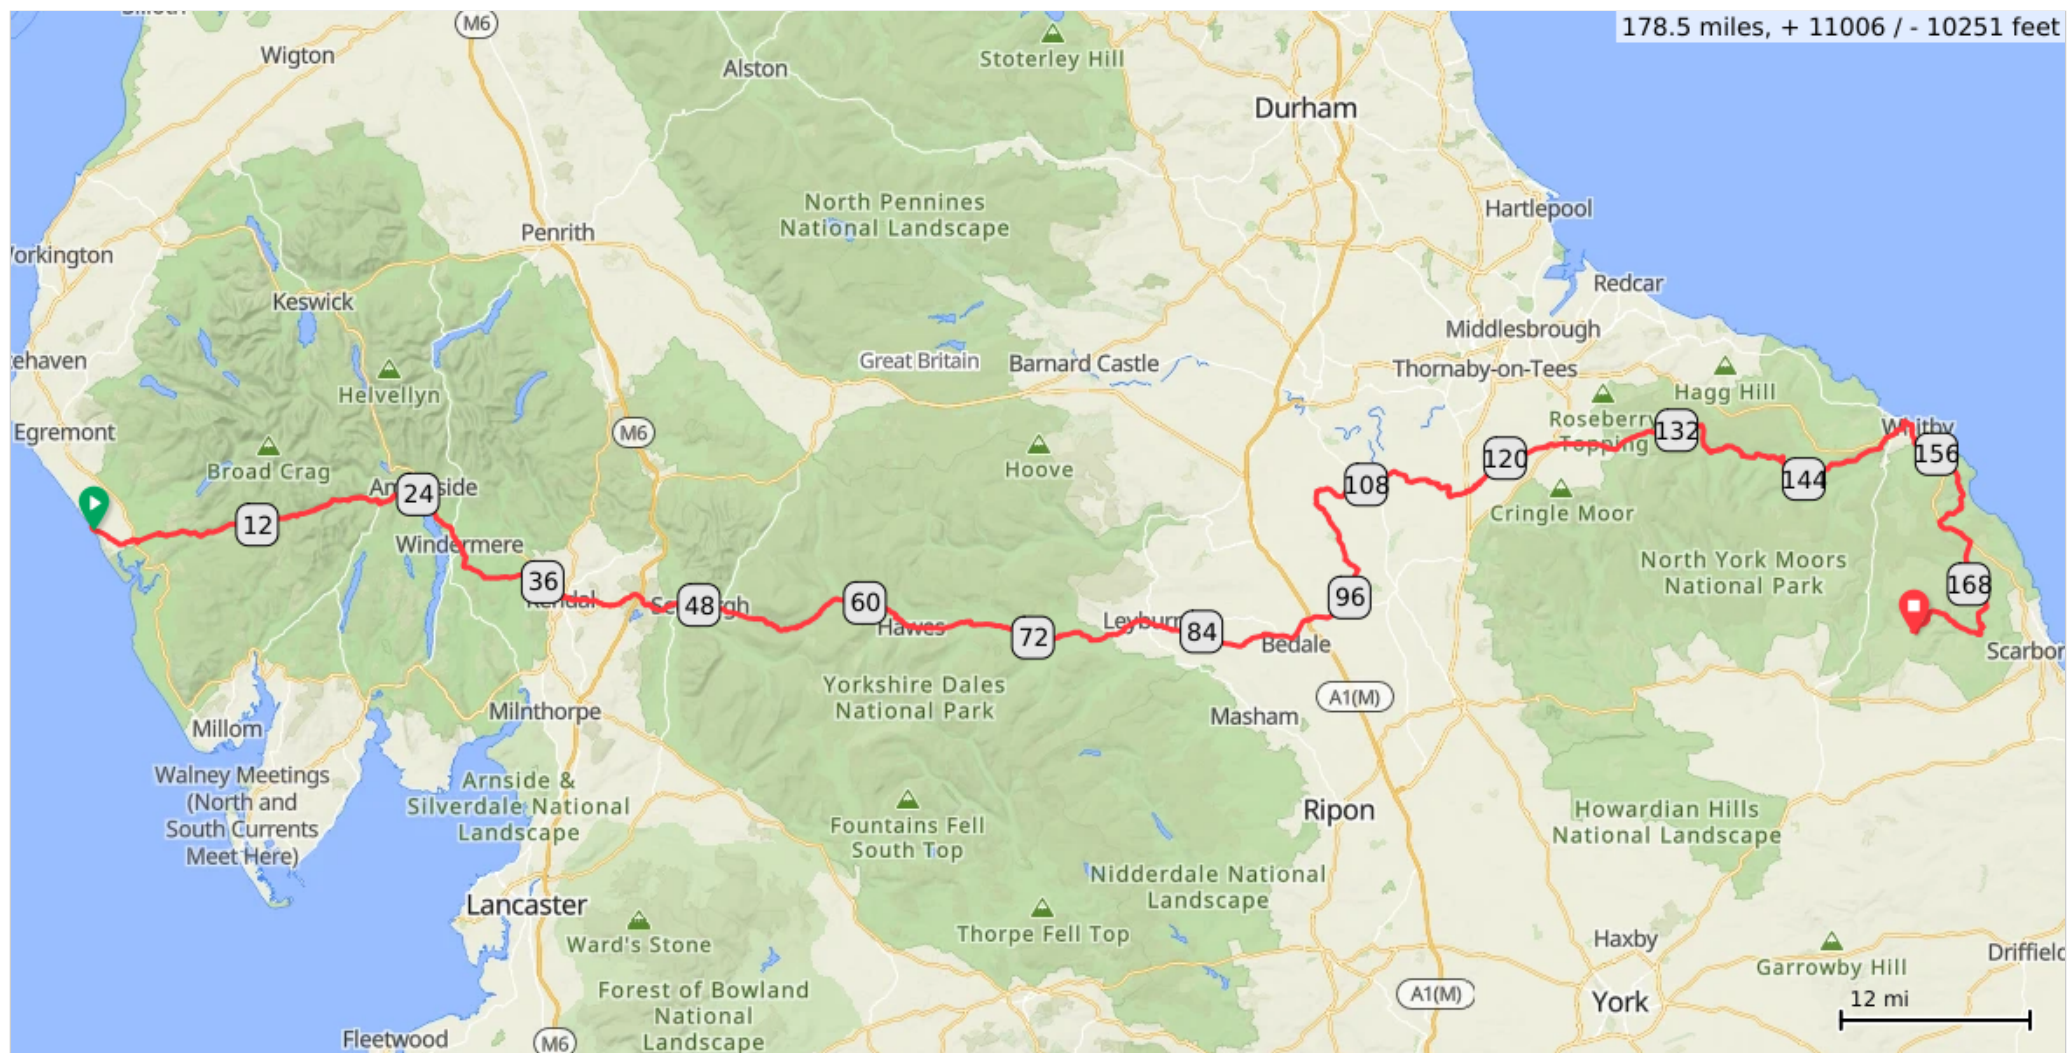 178.5 miles, + 11006 / - 10251 feet
M6
Wigton
Alston
Stoterley Hill
Durham
North Pennines
National Landscape
Hartlepool
Penrith
Keswick
Redcar
Middlesbrough
Great Britain
Barnard Castle
Thornaby-on-Tees
Helvellyn
Hagg Hill
Roseberry
Topping
Egremont
M6
Broad Crag
Hoove
Whitby
132
156
120
144
108
24
12
Cringle Moor
Windermere
North York Moors
National Park
36
48
60
72
84
96
168
Hawes
Bedale
Yorkshire Dales
National Park
A1(M)
Masham
Millom
Milnthorpe
Walney Meetings
(North and
South Currents
Meet Here)
Arnside &
Silverdale National
Landscape
Fountains Fell
South Top
Ripon
Howardian Hills
National Landscape
Nidderdale National
Landscape
Lancaster
Ward's Stone
Thorpe Fell Top
Haxby
Garrowby Hill
Forest of Bowland
National
Landscape
A1(M)
York
12 mi
Fleetwood
M6